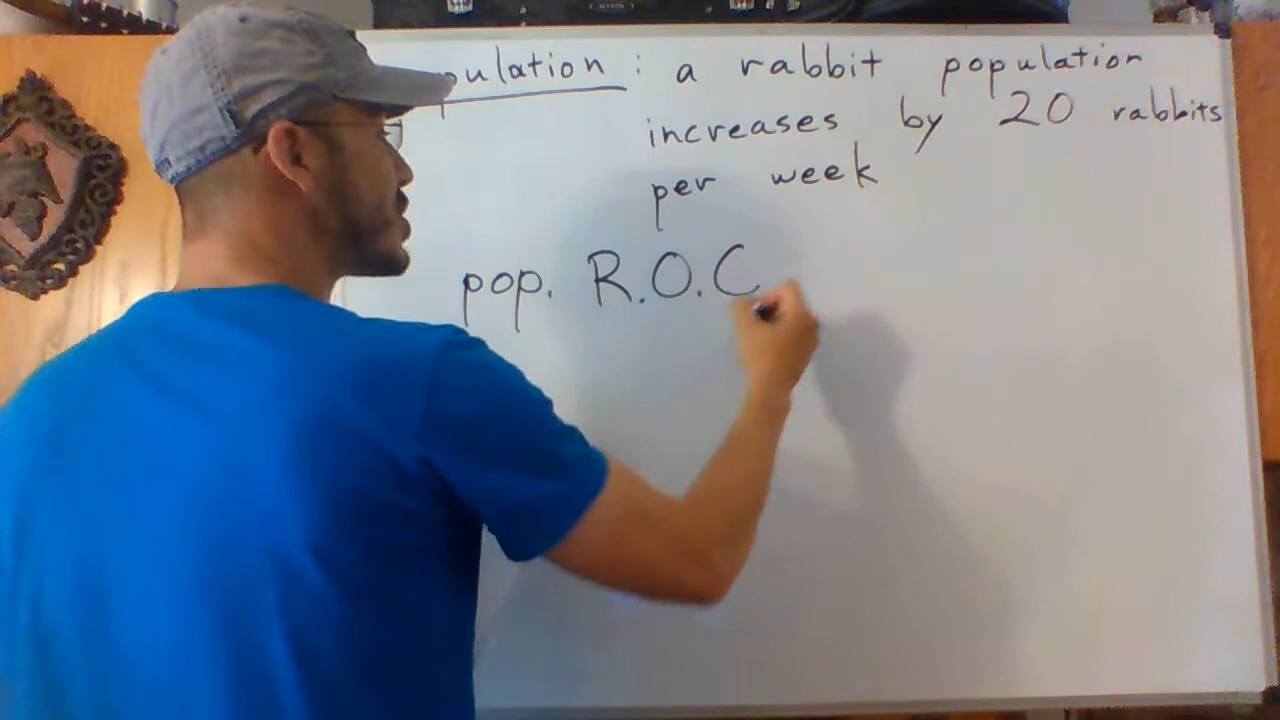 pulation : a rabbit population
increases by 20 rabbits
per week
pop. R.O.C